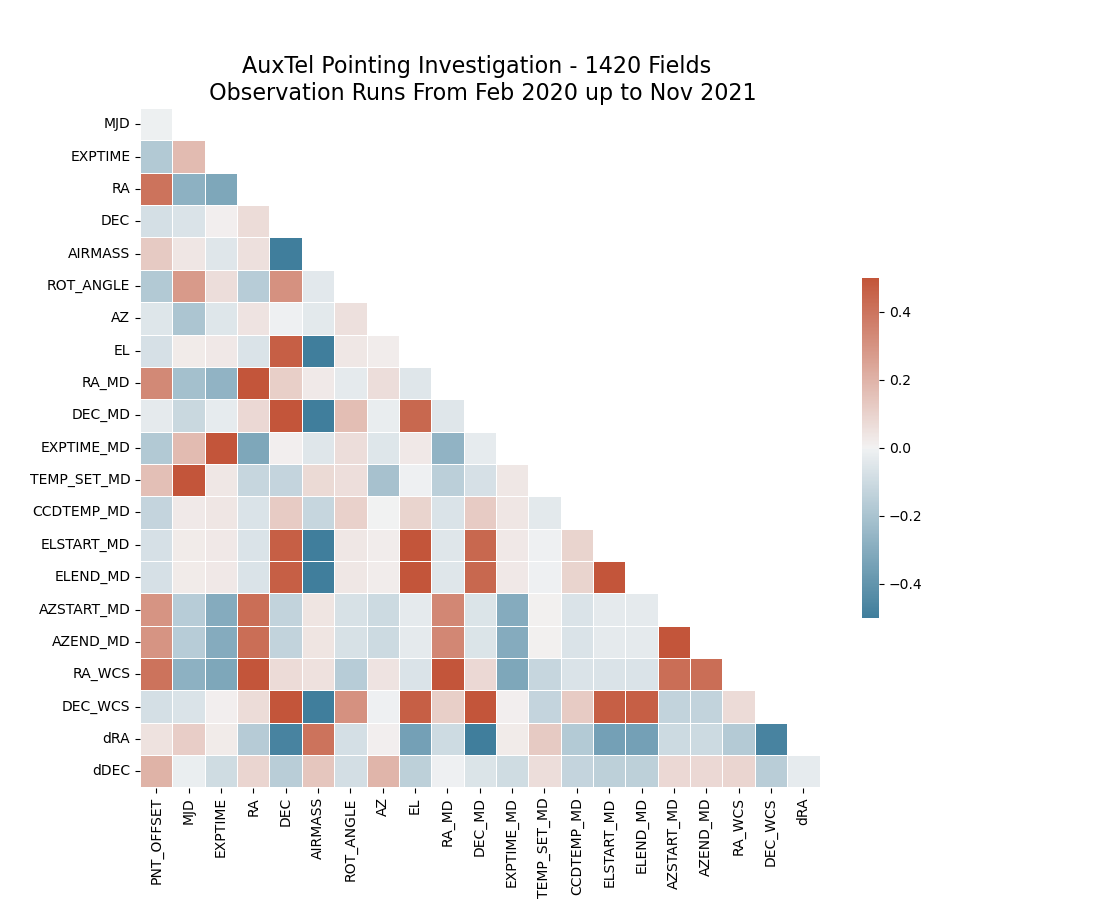 AuxTel Pointing Investigation - 1420 Fields
Observation Runs From Feb 2020 up to Nov 2021
MJD
EXPTIME
RA
DEC
AIRMASS
ROT_ANGLE
AZ
EL
RA_MD
DEC_MD
EXPTIME_MD
TEMP_SET_MD
CCDTEMP_MD
ELSTART_MD
ELEND_MD
AZSTART_MD
AZEND_MD
RA_WCS
DEC_WCS
dRA
dDEC
PNT_OFFSET
MJD
EXPTIME
RA
DEC
AIRMASS
ROT_ANGLE
AZ
EL
RA_MD
DEC_MD
EXPTIME_MD
TEMP_SET_MD
CCDTEMP_MD
ELSTART_MD
ELEND_MD
AZSTART_MD
AZEND_MD
RA_WCS
DEC_WCS
dRA
0.4
0.2
0.0
−0.2
−0.4